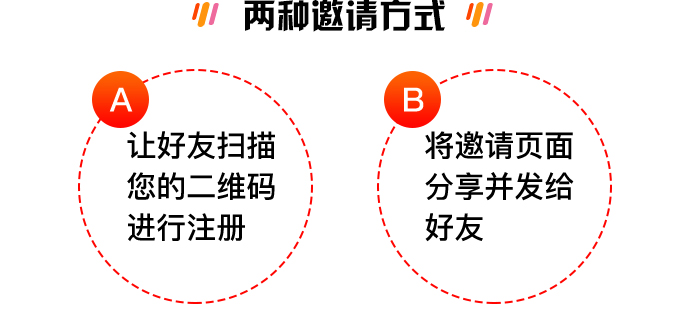 两种邀请方式
A
让好友扫描
您的二维码
进行注册
B
将邀请页面
分享并发给
好友